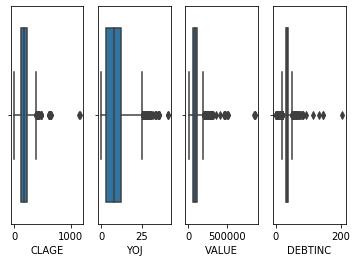 0 1000
CLAGE
0 25
YOJ
0 500000
VALUE
0 200
DEBTINC